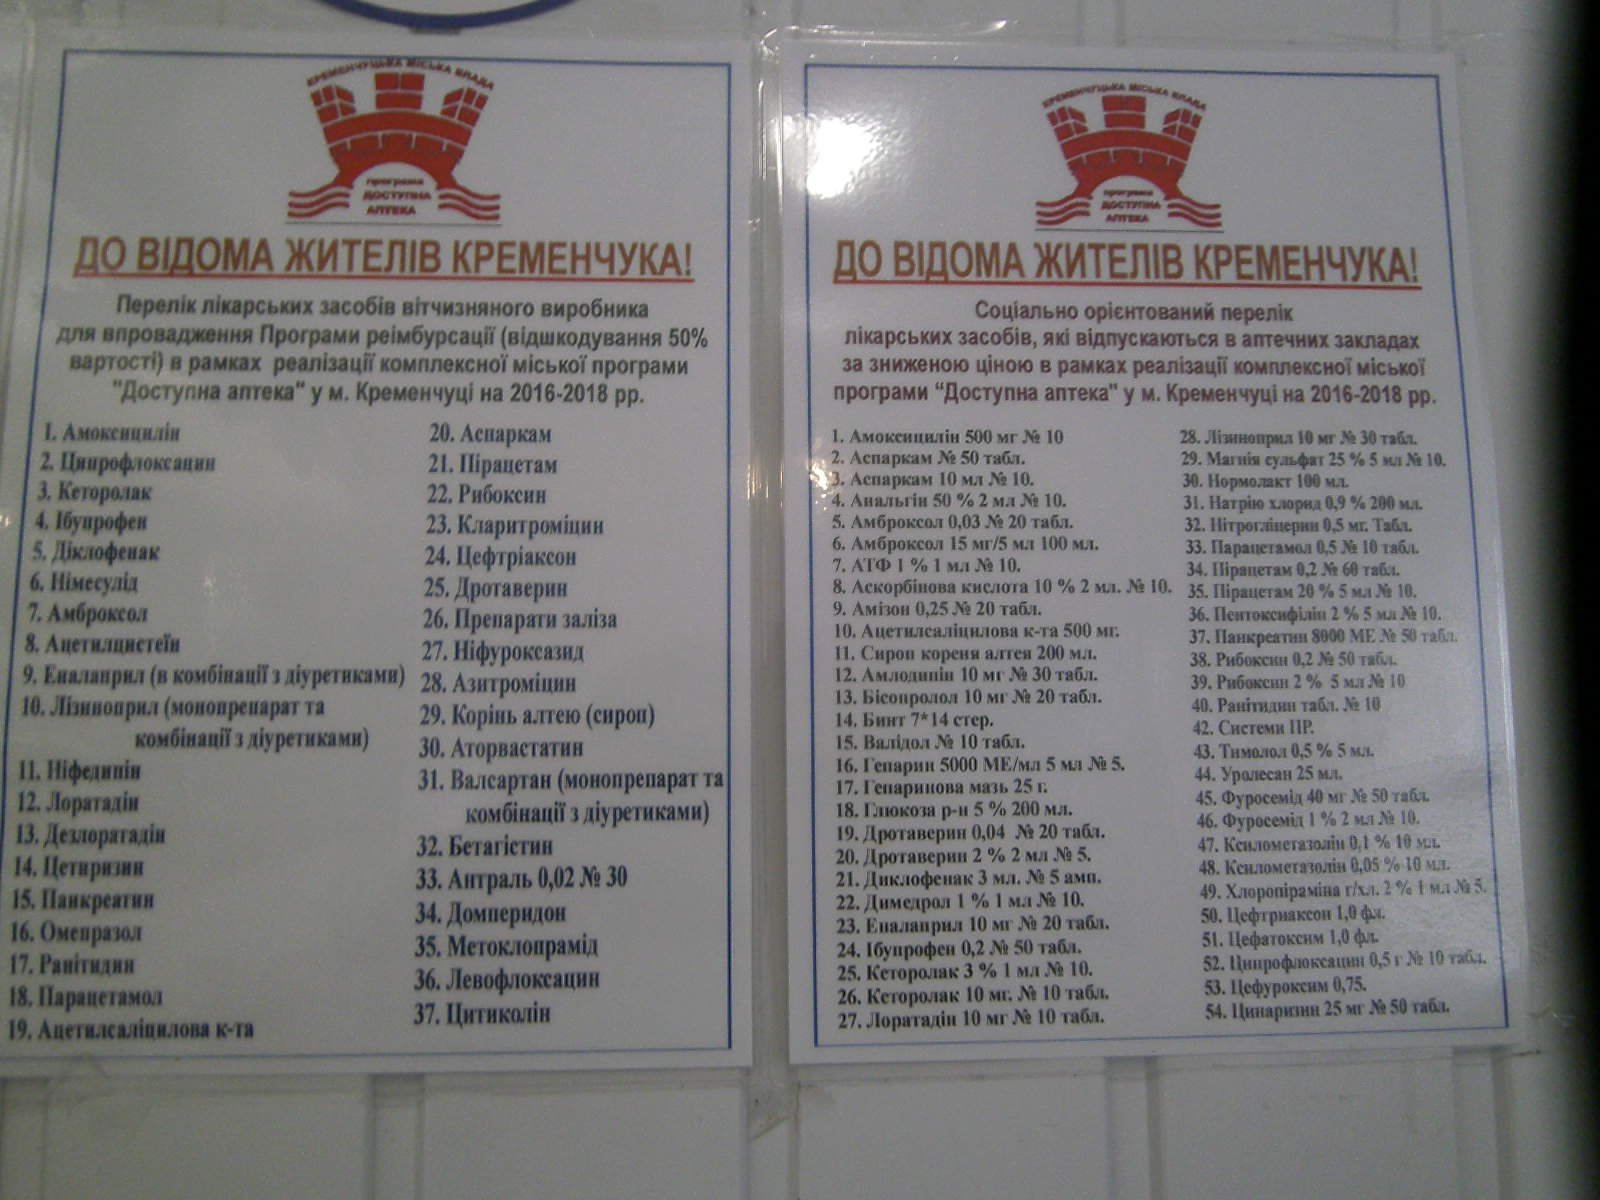 КРЕМЕНЧУЦЬКА МІСЬКА ВЛАДА
програма
ДОСТУПНА
АПТЕКА
ДО ВІДОМА ЖИТЕЛІВ КРЕМЕНЧУКА!
Перелік лікарських засобів вітчизняного виробника
для впровадження Програми реімбурсації (відшкодування 50%
вартості) в рамках реалізації комплексної міської програми
"Доступна аптека" у м. Кременчуці на 2016-2018 рр.
1. Амоксицилін
2. Ципрофлоксацин
3. Кеторолак
4. Ібупрофен
5. Діклофенак
6. Німесулід
7. Амброксол
8. Ацетилцистеїн
9. Еналаприл (в комбінації з діуретиками)
10. Лізиноприл (монопрепарат та
комбінації з діуретиками)
11. Ніфедипін
12. Лоратадін
13. Дезлоратадін
14. Цетиризин
15. Панкреатин
16. Омепразол
17. Ранітидин
18. Парацетамол
19. Ацетилсаліцилова к-та
20. Аспаркам
21. Пірацетам
22. Рибоксин
23. Кларитроміцин
24. Цефтріаксон
25. Дротаверин
26. Препарати заліза
27. Ніфуроксазид
28. Азитроміцин
29. Корінь алтею (сироп)
30. Аторвастатин
31. Валсартан (монопрепарат та
комбінації з діуретиками)
32. Бетагістин
33. Антраль 0,02 № 30
34. Домперидон
35. Метоклопрамід
36. Левофлоксацин
37. Цитиколін
КРЕМЕНЧУЦЬКА МІСЬКА ВЛАДА
програма
ДОСТУПНА
АПТЕКА
ДО ВІДОМА ЖИТЕЛІВ КРЕМЕНЧУКА!
Соціально орієнтований перелік
лікарських засобів, які відпускаються в аптечних закладах
за зниженою ціною в рамках реалізації комплексної міської
програми "Доступна аптека" у м. Кременчуці на 2016-2018 рр.
1. Амоксицилін 500 мг № 10
2. Аспаркам № 50 табл.
3. Аспаркам 10 мл № 10.
4. Анальгін 50 % 2 мл № 10.
5. Амброксол 0,03 № 20 табл.
6. Амброксол 15 мг/5 мл 100 мл.
7. АТФ 1 % 1 мл № 10.
8. Аскорбінова кислота 10 % 2 мл. № 10.
9. Амізон 0,25 № 20 табл.
10. Ацетилсаліцилова к-та 500 мг.
11. Сироп кореня алтея 200 мл.
12. Амлодипін 10 мг № 30 табл.
13. Бісопролол 10 мг № 20 табл.
14. Бинт 7*14 стер.
15. Валідол № 10 табл.
16. Гепарин 5000 МЕ/мл 5 мл № 5.
17. Гепаринова мазь 25 г.
18. Глюкоза р-н 5 % 200 мл.
19. Дротаверин 0,04 № 20 табл.
20. Дротаверин 2 % 2 мл № 5.
21. Диклофенак 3 мл. № 5 амп.
22. Димедрол 1 % 1 мл № 10.
23. Еналаприл 10 мг № 20 табл.
24. Ібупрофен 0,2 № 50 табл.
25. Кеторолак 3 % 1 мл № 10.
26. Кеторолак 10 мг. № 10 табл.
27. Лоратадін 10 мг № 10 табл.
28. Лізиноприл 10 мг № 30 табл.
29. Магнія сульфат 25 % 5 мл № 10.
30. Нормолакт 100 мл.
31. Натрію хлорид 0,9 % 200 мл.
32. Нітрогліцерин 0,5 мг. Табл.
33. Парацетамол 0,5 № 10 табл.
34. Пірацетам 0,2 № 60 табл.
35. Пірацетам 20 % 5 мл № 10.
36. Пентоксифілін 2 % 5 мл № 10.
37. Панкреатин 8000 МЕ № 50 табл.
38. Рибоксин 0,2 № 50 табл.
39. Рибоксин 2 % 5 мл № 10
40. Ранітидин табл. № 10
42. Системи ПР.
43. Тимолол 0,5 % 5 мл.
44. Уролесан 25 мл.
45. Фуросемід 40 мг № 50 табл.
46. Фуросемід 1 % 2 мл № 10.
47. Ксилометазолін 0,1 % 10 мл.
48. Ксилометазолін 0,05 % 10 мл.
49. Хлоропіраміна г/хл. 2 % 1 мл № 5.
50. Цефтриаксон 1,0 фл.
51. Цефатоксим 1,0 фл.
52. Ципрофлоксацин 0,5 г № 10 табл.
53. Цефуроксим 0,75.
54. Цинаризин 25 мг № 50 табл.